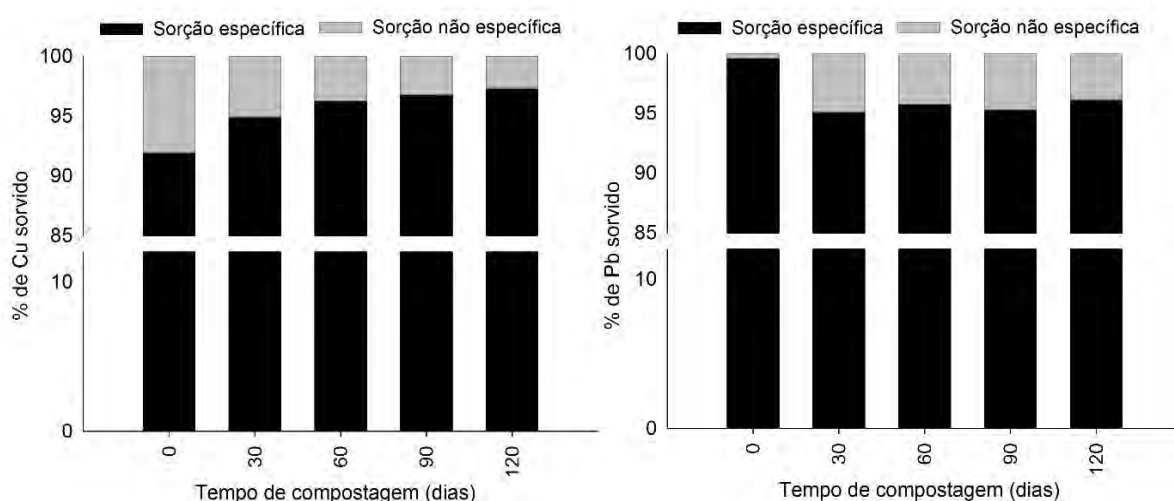 Sorção específica Sorção não específica
% de Cu sorvido
100
95
90
85
10
0
0 30 60 90 120
Tempo de compostagem (dias)
Sorção específica Sorção não específica
% de Pb sorvido
100
95
90
85
10
0
0 30 60 90 120
Tempo de compostagem (dias)